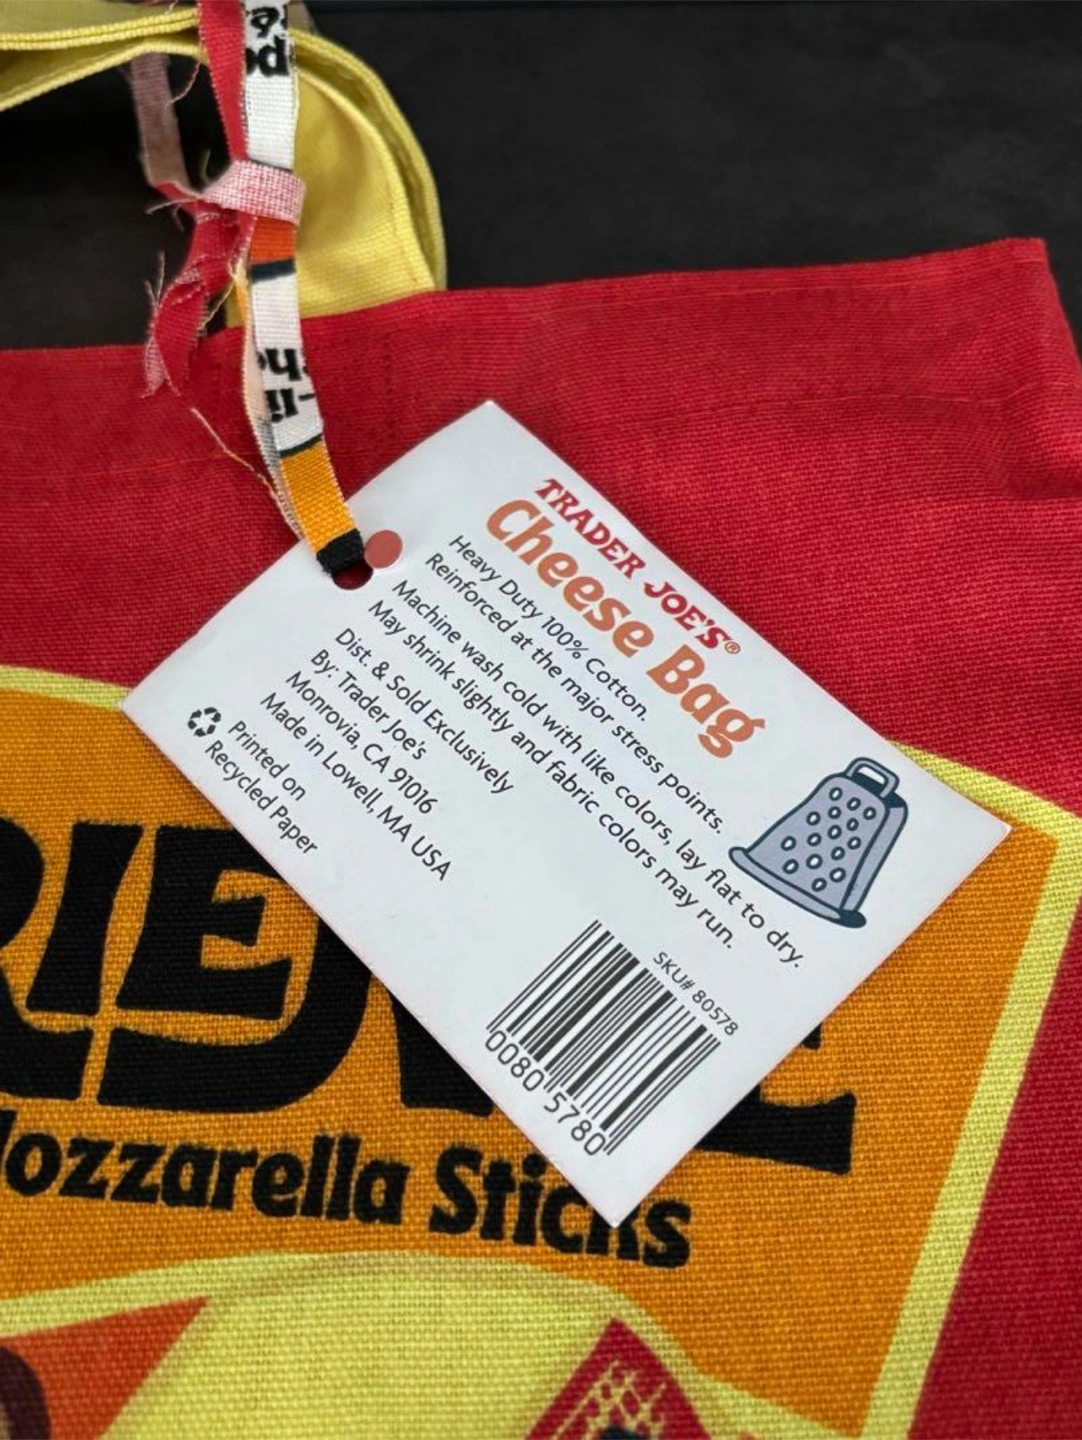 TRADER JOE'S®
Cheese Bag
Heavy Duty 100% Cotton.
Reinforced at the major stress points.
Machine wash cold with like colors, lay flat to dry.
May shrink slightly and fabric colors may run.
Dist. & Sold Exclusively
By: Trader Joe's
Monrovia, CA 91016
Made in Lowell, MA USA
Printed on
Recycled Paper
SKU# 80578
0080 5780
Sticks